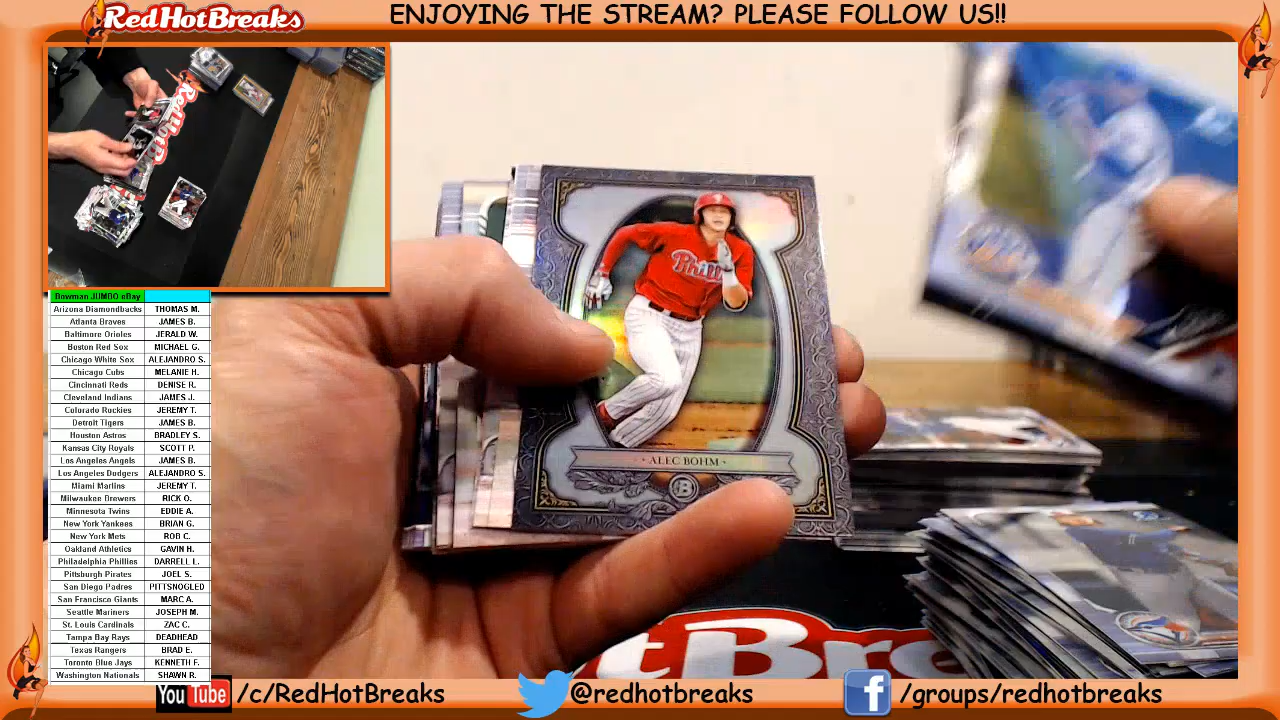 RedHotBreaks
ENJOYING THE STREAM? PLEASE FOLLOW US!!
Bowman JUMBO eBay
Arizona Diamondbacks THOMAS M.
Atlanta Braves JAMES B.
Baltimore Orioles JERALD W.
Boston Red Sox MICHAEL G.
Chicago White Sox ALEJANDRO S.
Chicago Cubs MELANIE H.
Cincinnati Reds DENISE R.
Cleveland Indians JAMES J.
Colorado Ruckies JEREMY T.
Detroit Tigers JAMES B.
Houston Astros BRADLEY S.
Kansas City Royals SCOTT P.
Los Angeles Angels JAMES B.
Los Angeles Dodgers ALEJANDRO S.
Miami Marlins JEREMY T.
Milwaukee Brewers RICK O.
Minnesota Twins EDDIE A.
New York Yankees BRIAN G.
New York Mets ROB C.
Oakland Athletics GAVIN H.
Philadelphia Phillies DARRELL L.
Pittsburgh Pirates JOEL S.
San Diego Padres PITTSNOGLED
San Francisco Giants MARC A.
Seattle Mariners JOSEPH M.
St. Louis Cardinals ZAC C.
Tampa Bay Rays DEADHEAD
Texas Rangers BRAD E.
Toronto Blue Jays KENNETH F.
Washington Nationals SHAWN R.
Phillies
ALEC BOHM
B
YouTube /c/RedHotBreaks
@redhotbreaks
f /groups/redhotbreaks